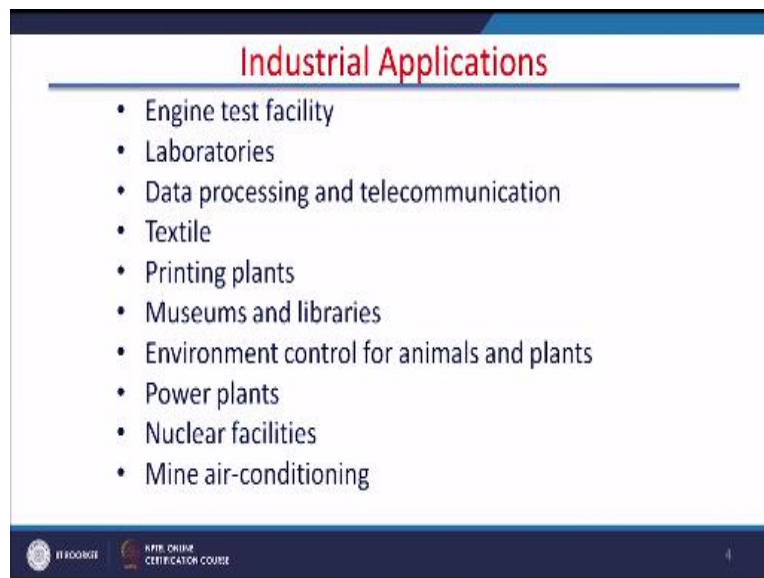 Industrial Applications
• Engine test facility
• Laboratories
• Data processing and telecommunication
• Textile
• Printing plants
• Museums and libraries
• Environment control for animals and plants
• Power plants
• Nuclear facilities
• Mine air-conditioning
IIT ROORKEE
NPTEL ONLINE
CERTIFICATION COURSE
4